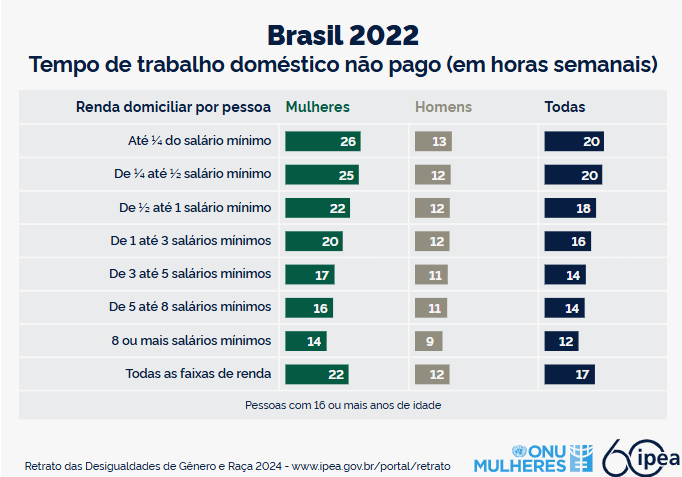 Brasil 2022
Tempo de trabalho doméstico não pago (em horas semanais)
Renda domiciliar por pessoa Mulheres Homens Todas
Até ¼ do salário mínimo 26 13 20
De ¼ até ½ salário mínimo 25 12 20
De ½ até 1 salário mínimo 22 12 18
De 1 até 3 salários mínimos 20 12 16
De 3 até 5 salários mínimos 17 11 14
De 5 até 8 salários mínimos 16 11 14
8 ou mais salários mínimos 14 9 12
Todas as faixas de renda 22 12 17
Pessoas com 16 ou mais anos de idade
Retrato das Desigualdades de Gênero e Raça 2024 - www.ipea.gov.br/portal/retrato
ONU
MULHERES
60 ipea